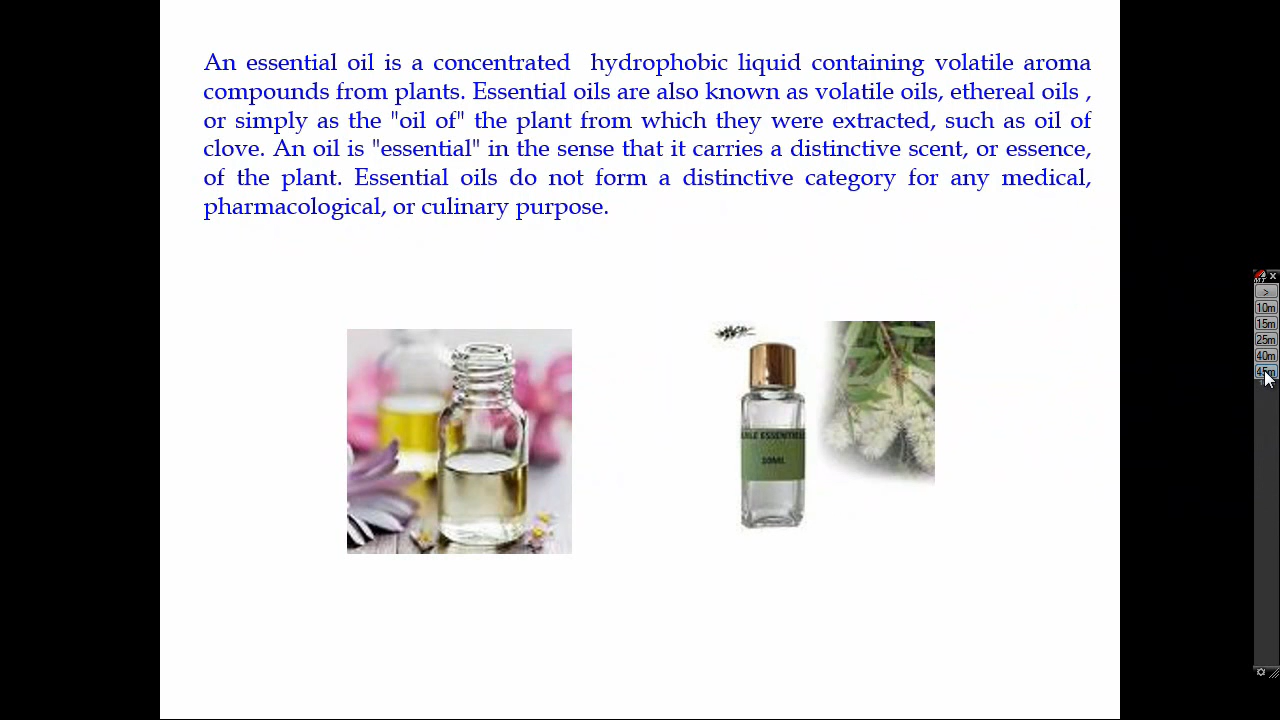 An essential oil is a concentrated hydrophobic liquid containing volatile aroma
compounds from plants. Essential oils are also known as volatile oils, ethereal oils ,
or simply as the "oil of" the plant from which they were extracted, such as oil of
clove. An oil is "essential" in the sense that it carries a distinctive scent, or essence,
of the plant. Essential oils do not form a distinctive category for any medical,
pharmacological, or culinary purpose.
10ML
MT X
>
10m
15m
25m
40m
45m